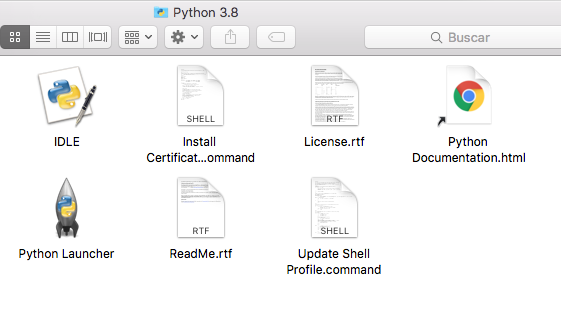 Python 3.8
Buscar
SHELL
RTF
IDLE
Install
Certificat...ommand
License.rtf
Python
Documentation.html
RTF
SHELL
Python Launcher
ReadMe.rtf
Update Shell
Profile.command